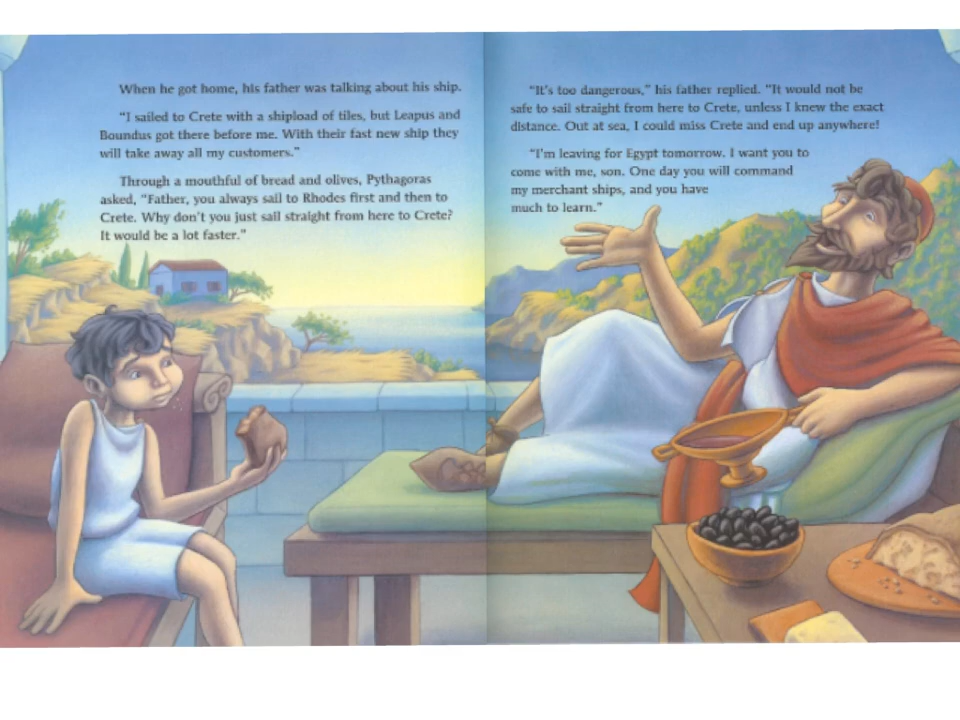 When he got home, his father was talking about his ship.
"I sailed to Crete with a shipload of tiles, but Leapus and
Boundus got there before me. With their fast new ship they
will take away all my customers."
Through a mouthful of bread and olives, Pythagoras
asked, "Father, you always sail to Rhodes first and then to
Crete. Why don't you just sail straight from here to Crete?
It would be a lot faster."
"It's too dangerous," his father replied. "It would not be
safe to sail straight from here to Crete, unless I knew the exact
distance. Out at sea, I could miss Crete and end up anywhere!
"I'm leaving for Egypt tomorrow. I want you to
come with me, son. One day you will command
my merchant ships, and you have
much to learn."